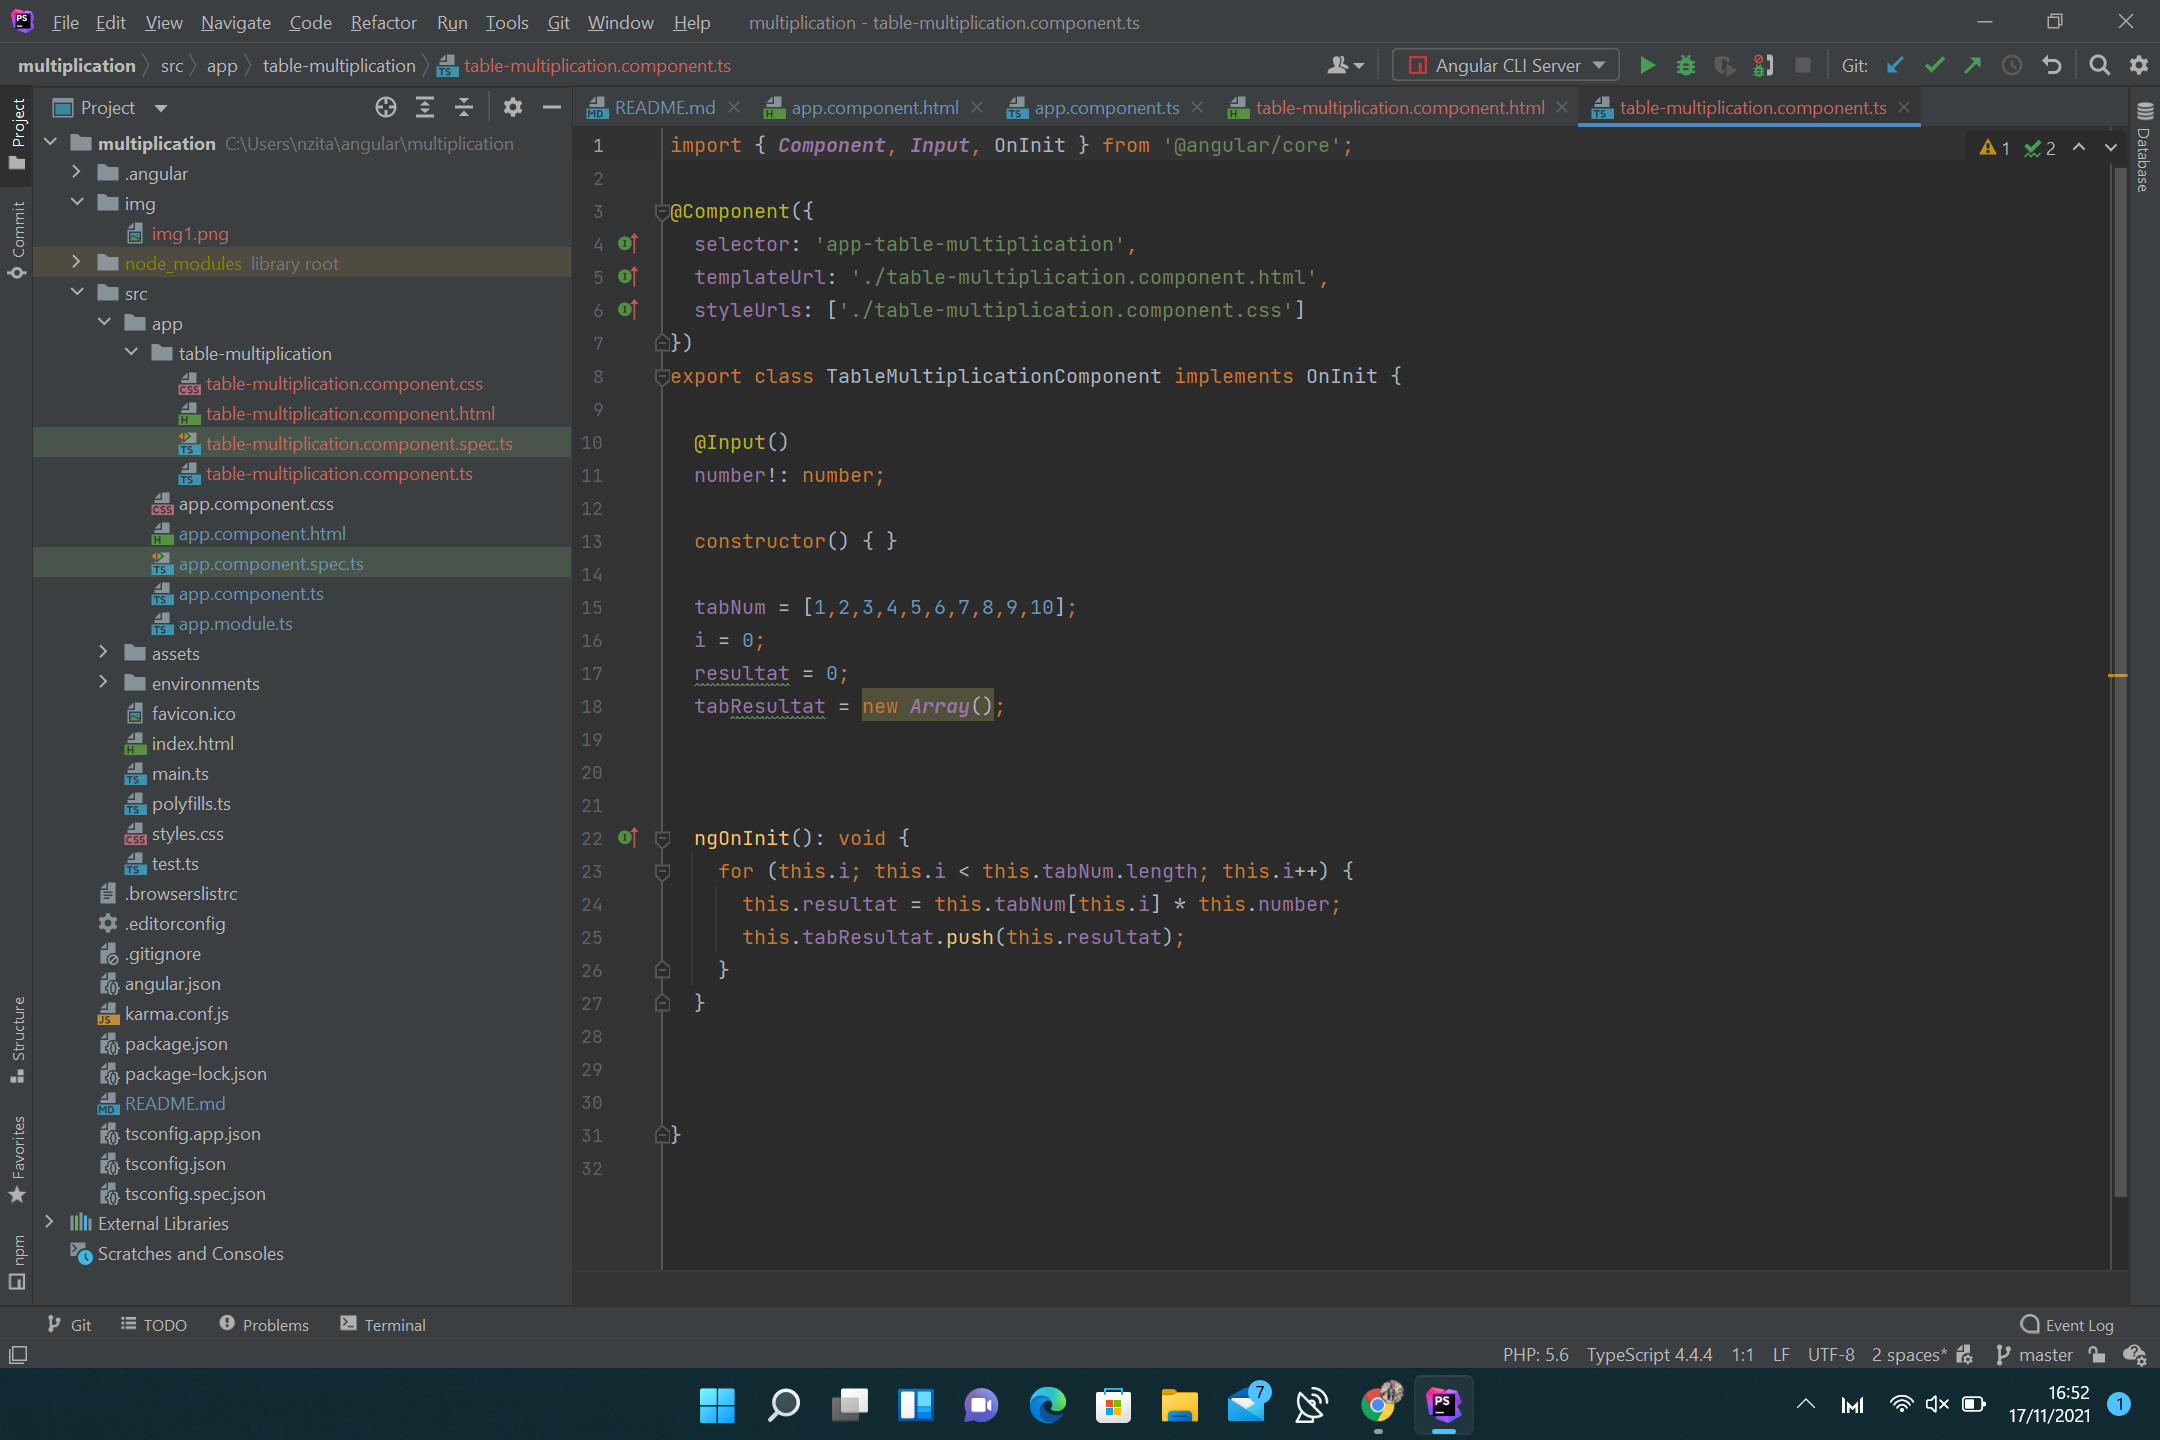 File Edit View Navigate Code Refactor Run Tools Git Window Help multiplication - table-multiplication.component.ts
multiplication src app table-multiplication table-multiplication.component.ts Angular CLI Server Git:
Project
README.md app.component.html app.component.ts table-multiplication.component.html table-multiplication.component.ts
Project
Commit
Structure
Favorites
npm
Database
multiplication C:\Users\nzita\angular\multiplication
.angular
img
img1.png
node_modules library root
src
app
table-multiplication
table-multiplication.component.css
table-multiplication.component.html
table-multiplication.component.spec.ts
table-multiplication.component.ts
app.component.css
app.component.html
app.component.spec.ts
app.component.ts
app.module.ts
assets
environments
favicon.ico
index.html
main.ts
polyfills.ts
styles.css
test.ts
.browserslistrc
.editorconfig
.gitignore
angular.json
karma.conf.js
package.json
package-lock.json
README.md
tsconfig.app.json
tsconfig.json
tsconfig.spec.json
External Libraries
Scratches and Consoles
1 import { Component, Input, OnInit } from '@angular/core'; 1 2
2
3 @Component({
4 selector: 'app-table-multiplication',
5 templateUrl: './table-multiplication.component.html',
6 styleUrls: ['./table-multiplication.component.css']
7 })
8 export class TableMultiplicationComponent implements OnInit {
9
10 @Input()
11 number!: number;
12
13 constructor() { }
14
15 tabNum = [1,2,3,4,5,6,7,8,9,10];
16 i = 0;
17 resultat = 0;
18 tabResultat = new Array();
19
20
21
22 ngOnInit(): void {
23 for (this.i; this.i < this.tabNum.length; this.i++) {
24 this.resultat = this.tabNum[this.i] * this.number;
25 this.tabResultat.push(this.resultat);
26 }
27 }
28
29
30
31 }
32
Git TODO Problems Terminal Event Log
PHP: 5.6 TypeScript 4.4.4 1:1 LF UTF-8 2 spaces* master
7 PS 16:52
17/11/2021 1